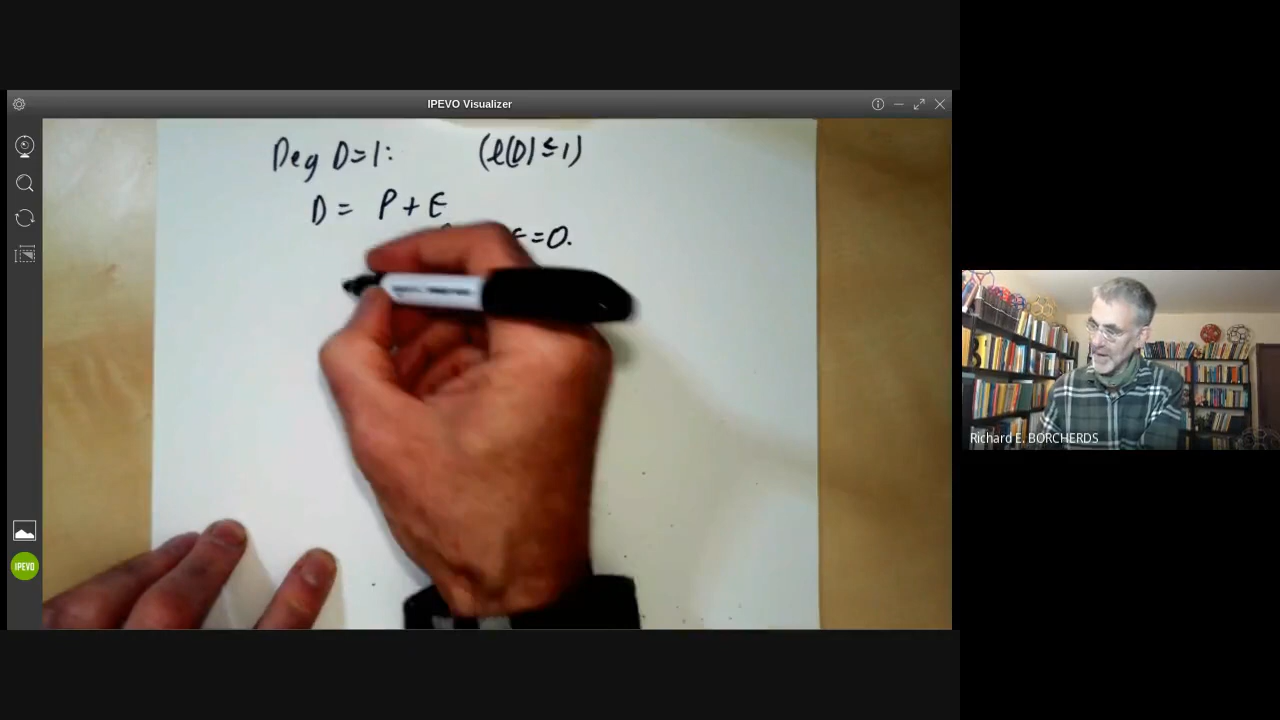 IPEVO Visualizer
Deg D=1: (l(D) ≤ 1)
D = P + E
=0.
IPEVO
Richard E. BORCHERDS